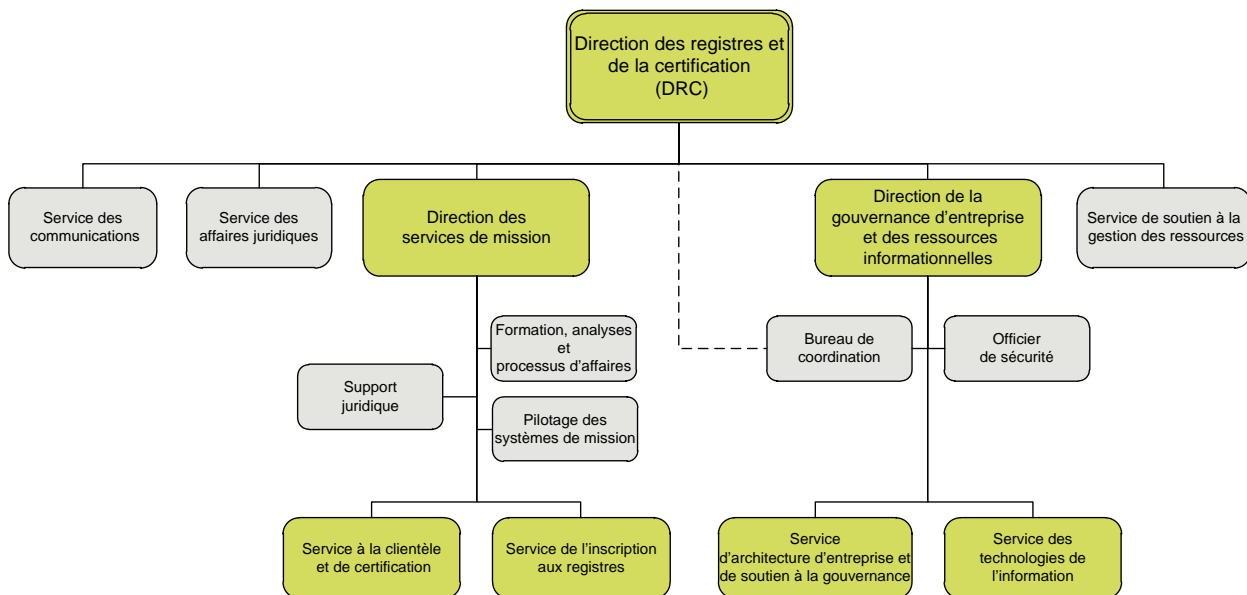 Direction des registres et
de la certification
(DRC)
Service des
communications
Service des
affaires juridiques
Direction des
services de mission
Direction de la
gouvernance d'entreprise
et des ressources
informationnelles
Service de soutien à la
gestion des ressources
Formation, analyses
et
processus d'affaires
Bureau de
coordination
Officier
de sécurité
Support
juridique
Pilotage des
systèmes de mission
Service à la clientèle
et de certification
Service de l'inscription
aux registres
Service
d'architecture d'entreprise et
de soutien à la gouvernance
Service des
technologies de
l'information